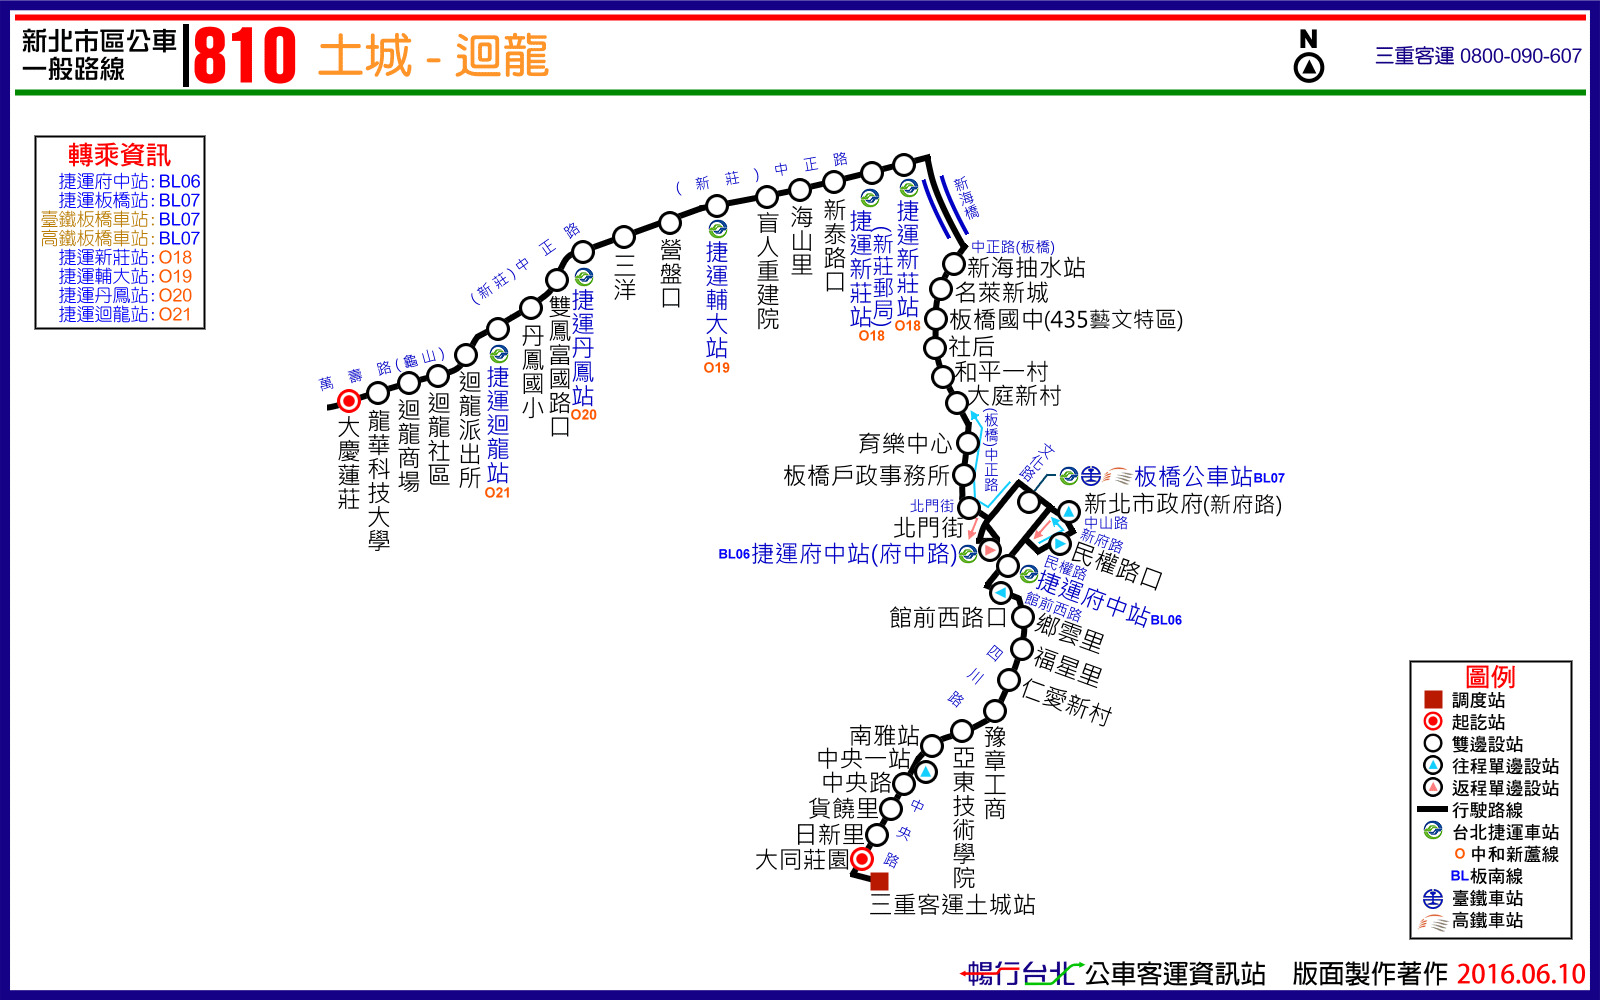 新北市區公車
一般路線
810
土城 - 迴龍
N
三重客運 0800-090-607
轉乘資訊
捷運府中站: BL06
捷運板橋站: BL07
臺鐵板橋車站: BL07
高鐵板橋車站: BL07
捷運新莊站: O18
捷運輔大站: O19
捷運丹鳳站: O20
捷運迴龍站: O21
萬壽路(龜山)
大慶蓮莊
龍華科技大學
迴龍商場
迴龍社區
迴龍派出所
捷運迴龍站
O21
(新莊)中正路
丹鳳國小
雙鳳富國路口
捷運丹鳳站
O20
三洋
營盤口
捷運輔大站
O19
(新莊)中正路
盲人重建院
海山里
新泰路口
捷運新莊站
(新莊郵局)
O18
捷運新莊站
O18
新海橋
中正路(板橋)
新海抽水站
名萊新城
板橋國中(435藝文特區)
社后
和平一村
大庭新村
(板橋)中正路
育樂中心
板橋戶政事務所
北門街
北門街
文化路
板橋公車站BL07
新北市政府(新府路)
中山路
新府路
民權路口
BL06捷運府中站(府中路)
民權路
捷運府中站BL06
館前西路
館前西路口
鄉雲里
福星里
仁愛新村
四川路
豫章工商
亞東技術學院
南雅站
中央一站
中央路
貨饒里
日新里
大同莊園
中央路
三重客運土城站
圖例
調度站
起訖站
雙邊設站
往程單邊設站
返程單邊設站
行駛路線
台北捷運車站
O 中和新蘆線
BL板南線
臺鐵車站
高鐵車站
暢行台北 公車客運資訊站 版面製作著作 2016.06.10